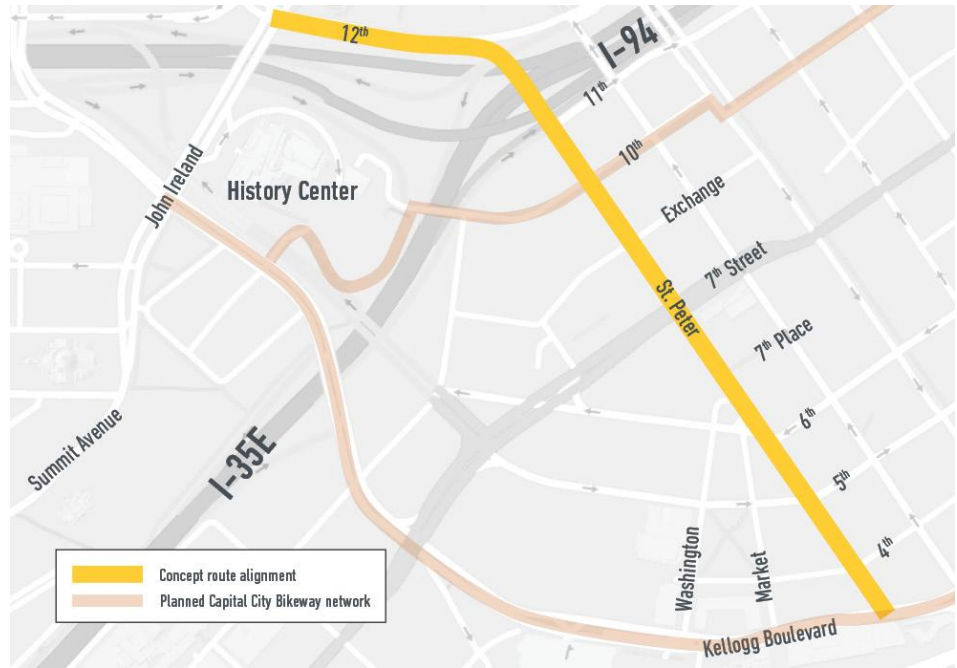 12th
I-94
11th
John Ireland
10th
History Center
Exchange
7th Street
St. Peter
7th Place
6th
Summit Avenue
I-35E
5th
4th
Washington
Market
Kellogg Boulevard
Concept route alignment
Planned Capital City Bikeway network